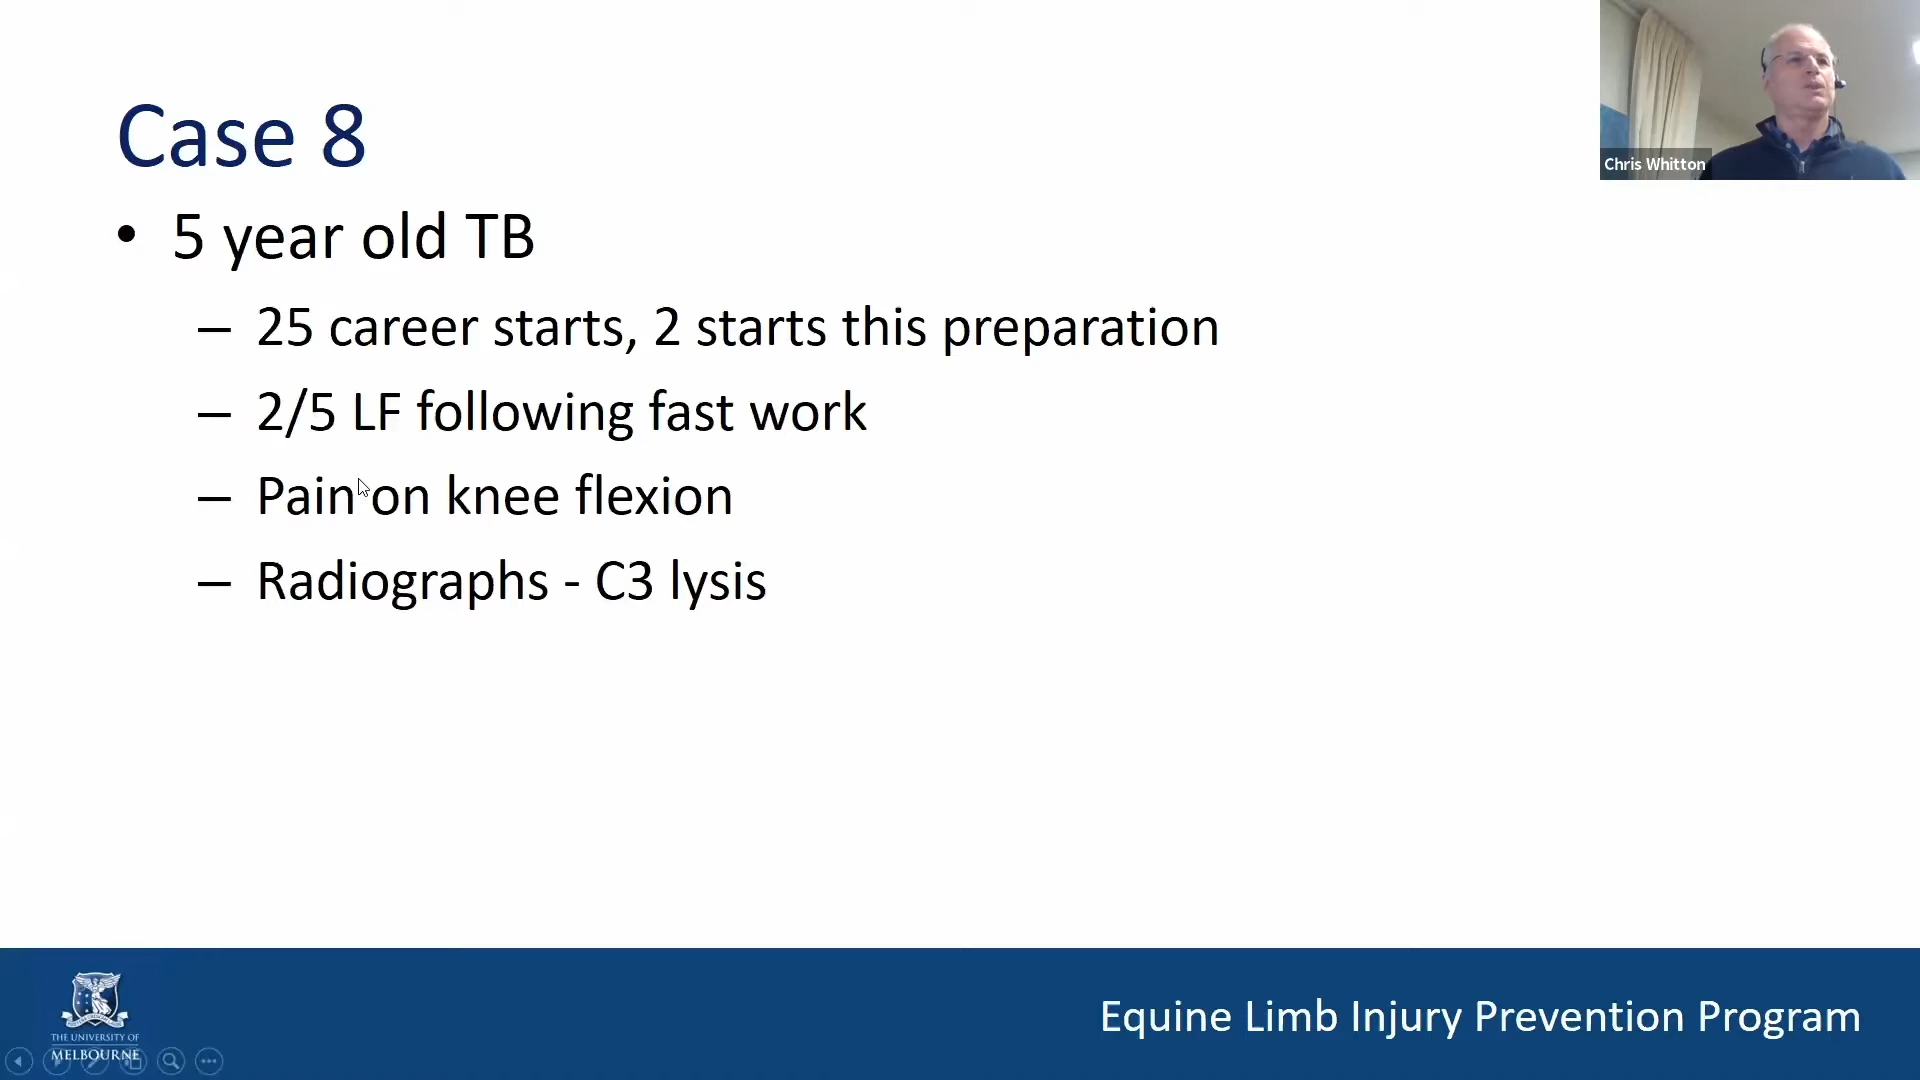 Case 8
• 5 year old TB
– 25 career starts, 2 starts this preparation
– 2/5 LF following fast work
– Pain on knee flexion
– Radiographs - C3 lysis
Chris Whitton
THE UNIVERSITY OF
MELBOURNE
Equine Limb Injury Prevention Program